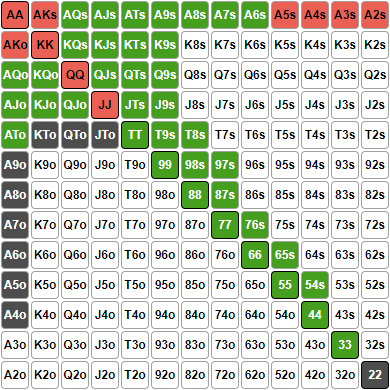 AA AKs AQs AJs ATs A9s A8s A7s A6s A5s A4s A3s A2s
AKo KK KQs KJs KTs K9s K8s K7s K6s K5s K4s K3s K2s
AQo KQo QQ QJs QTs Q9s Q8s Q7s Q6s Q5s Q4s Q3s Q2s
AJo KJo QJo JJ JTs J9s J8s J7s J6s J5s J4s J3s J2s
ATo KTo QTo JTo TT T9s T8s T7s T6s T5s T4s T3s T2s
A9o K9o Q9o J9o T9o 99 98s 97s 96s 95s 94s 93s 92s
A8o K8o Q8o J8o T8o 98o 88 87s 86s 85s 84s 83s 82s
A7o K7o Q7o J7o T7o 97o 87o 77 76s 75s 74s 73s 72s
A6o K6o Q6o J6o T6o 96o 86o 76o 66 65s 64s 63s 62s
A5o K5o Q5o J5o T5o 95o 85o 75o 65o 55 54s 53s 52s
A4o K4o Q4o J4o T4o 94o 84o 74o 64o 54o 44 43s 42s
A3o K3o Q3o J3o T3o 93o 83o 73o 63o 53o 43o 33 32s
A2o K2o Q2o J2o T2o 92o 82o 72o 62o 52o 42o 32o 22